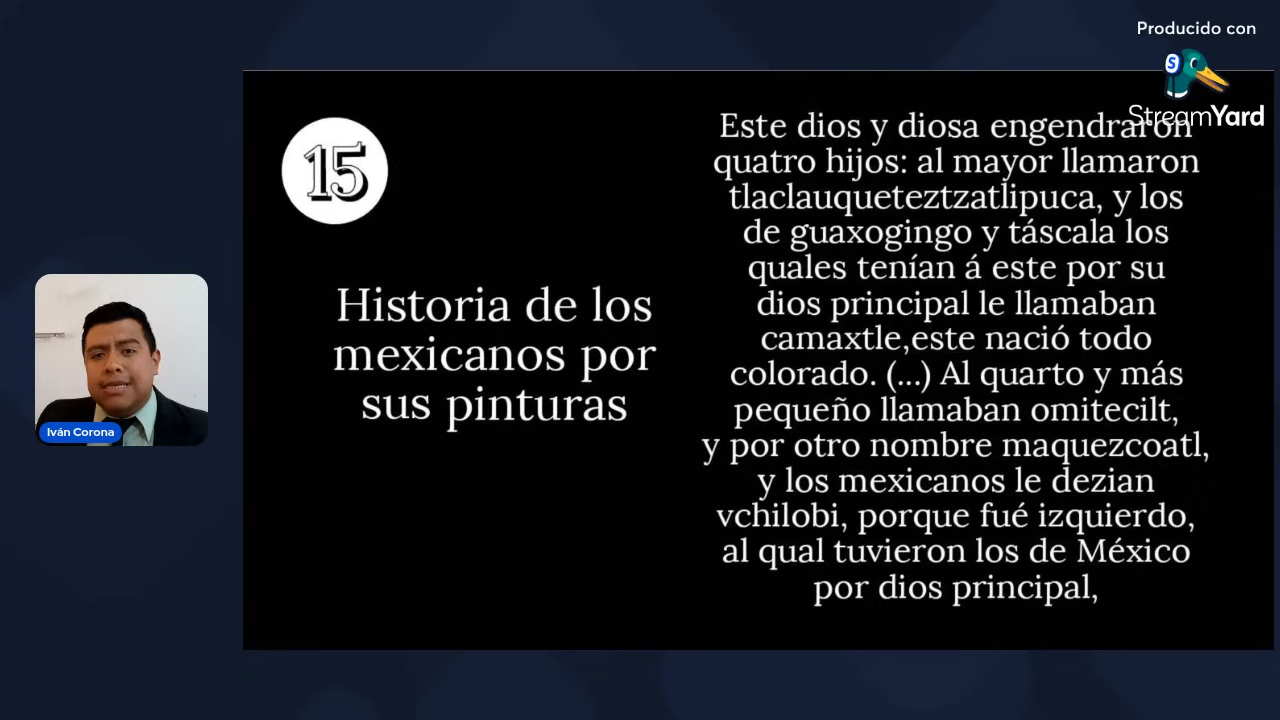 Producido con
StreamYard
15
Historia de los
mexicanos por
sus pinturas
Este dios y diosa engendraron
quatro hijos: al mayor llamaron
tlaclauqueteztzatlipuca, y los
de guaxogingo y táscala los
quales tenían á este por su
dios principal le llamaban
camaxtle,este nació todo
colorado. (...) Al quarto y más
pequeño llamaban omitecilt,
y por otro nombre maquezcoatl,
y los mexicanos le dezian
vchilobi, porque fué izquierdo,
al qual tuvieron los de México
por dios principal,
Iván Corona